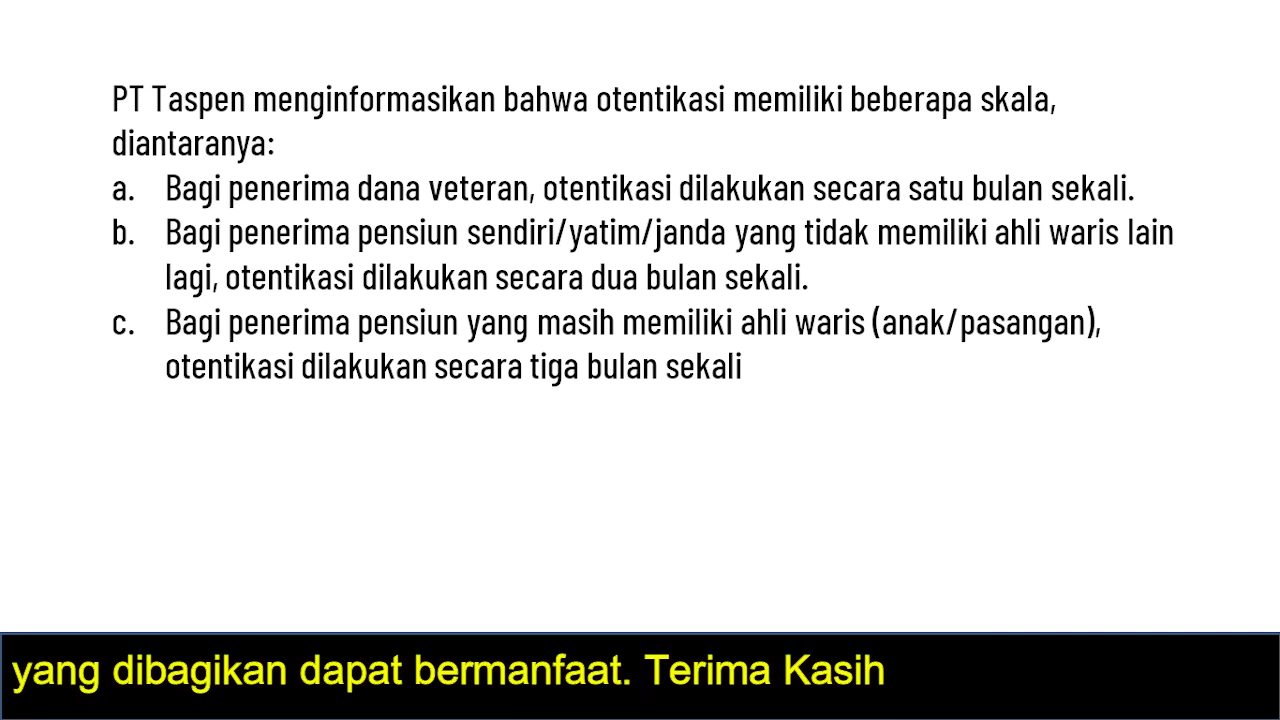 PT Taspen menginformasikan bahwa otentikasi memiliki beberapa skala,
diantaranya:
a. Bagi penerima dana veteran, otentikasi dilakukan secara satu bulan sekali.
b. Bagi penerima pensiun sendiri/yatim/janda yang tidak memiliki ahli waris lain
lagi, otentikasi dilakukan secara dua bulan sekali.
c. Bagi penerima pensiun yang masih memiliki ahli waris (anak/pasangan),
otentikasi dilakukan secara tiga bulan sekali
yang dibagikan dapat bermanfaat. Terima Kasih